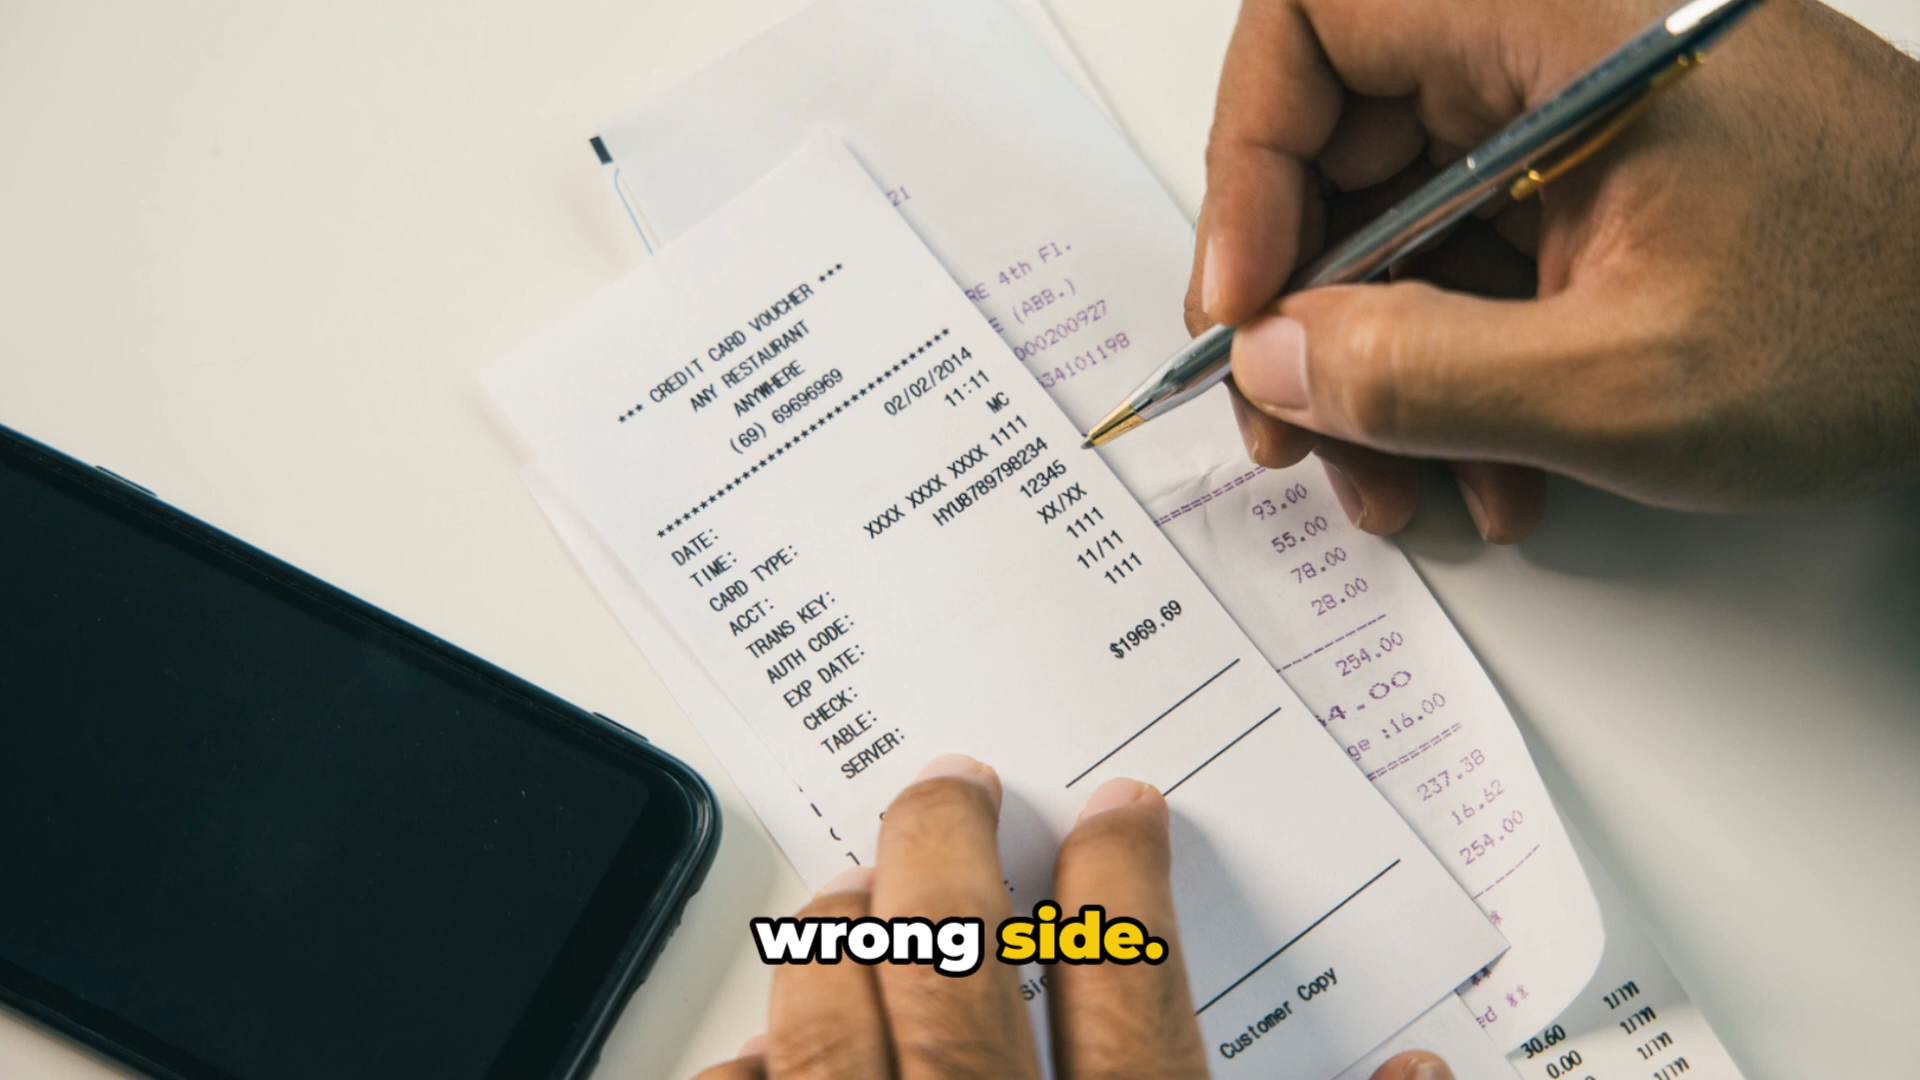 *** CREDIT CARD VOUCHER ***
ANY RESTAURANT
ANYWHERE
(69) 69696969
**********************************
DATE: 02/02/2014
TIME: 11:11
CARD TYPE: MC
ACCT: XXXX XXXX XXXX 1111
TRANS KEY: HYU8789798234
AUTH CODE: 12345
EXP DATE: XX/XX
CHECK: 1111
TABLE: 11/11
SERVER: 1111
$1969.69
Customer Copy
21
RE 4th Fl.
(ABB.)
000200927
34101198
93.00
55.00
78.00
28.00
254.00
4.00
ge :16.00
237.38
16.62
254.00
ed **
30.60
0.00
wrong side.